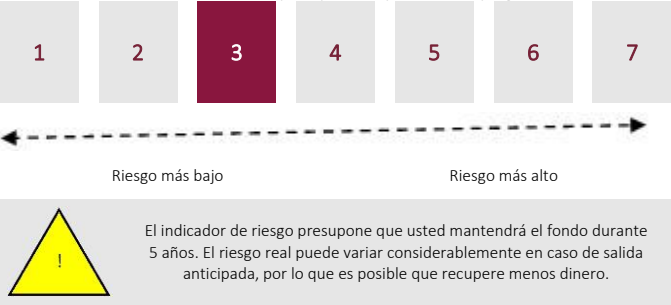 1 2 3 4 5 6 7
Riesgo más bajo Riesgo más alto
!
El indicador de riesgo presupone que usted mantendrá el fondo durante
5 años. El riesgo real puede variar considerablemente en caso de salida
anticipada, por lo que es posible que recupere menos dinero.